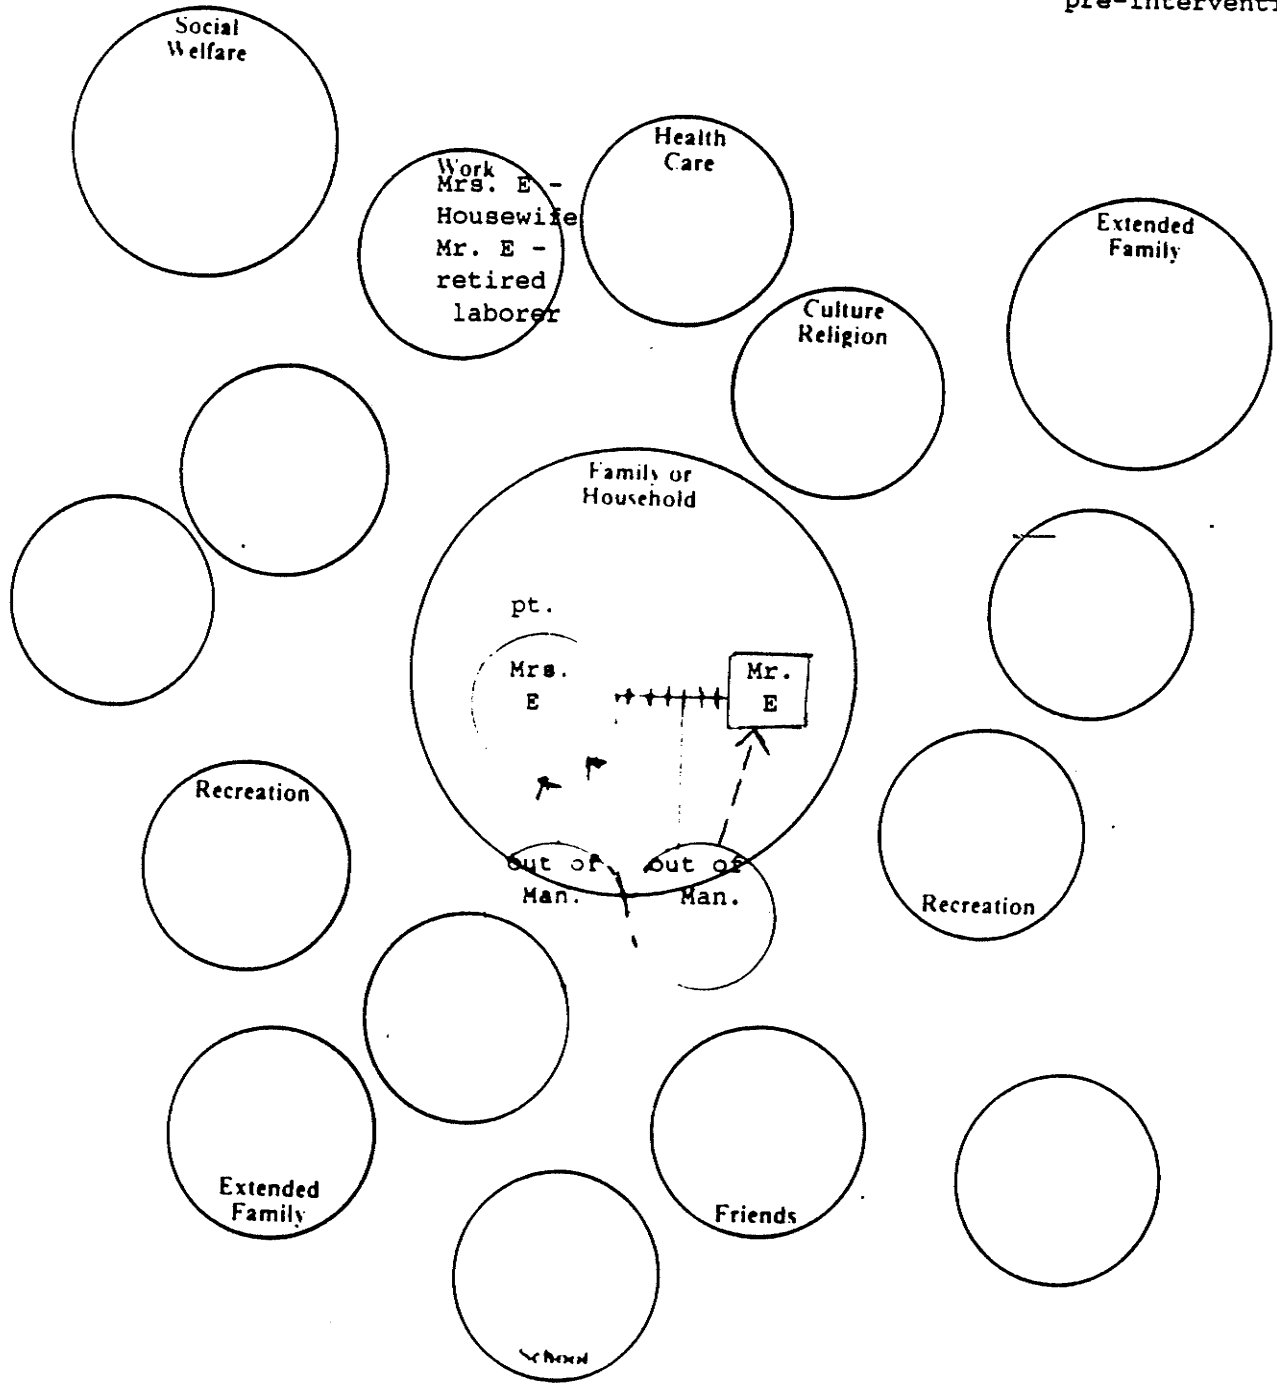 pre-interventi
Social
Welfare
Health
Care
Work
Mrs. E -
Housewife
Mr. E -
retired
laborer
Extended
Family
Culture
Religion
Family or
Household
pt.
Mrs.
E
Mr.
E
Recreation
out of
Man.
out of
Man.
Recreation
Extended
Family
Friends
School